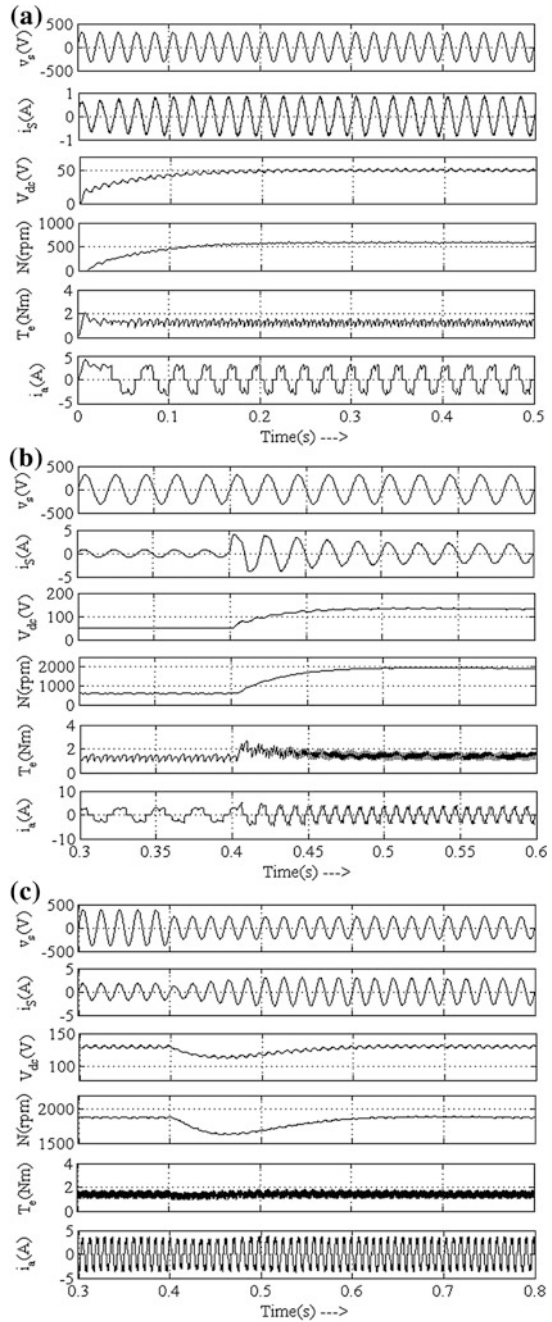 (a)
500
0
-500
v_s(V)
1
0
-1
i_S(A)
50
0
V_dc(V)
1000
500
0
N(rpm)
4
2
0
T_e(Nm)
5
0
-5
i_a(A)
0 0.1 0.2 0.3 0.4 0.5
Time(s) --->
(b)
500
0
-500
v_s(V)
5
0
-5
i_S(A)
200
100
0
V_dc(V)
2000
1000
0
N(rpm)
4
2
0
T_e(Nm)
10
0
-10
i_a(A)
0.3 0.35 0.4 0.45 0.5 0.55 0.6
Time(s) --->
(c)
500
0
-500
v_s(V)
5
0
-5
i_S(A)
150
100
V_dc(V)
2000
1500
N(rpm)
4
2
0
T_e(Nm)
5
0
-5
i_a(A)
0.3 0.4 0.5 0.6 0.7 0.8
Time(s) --->